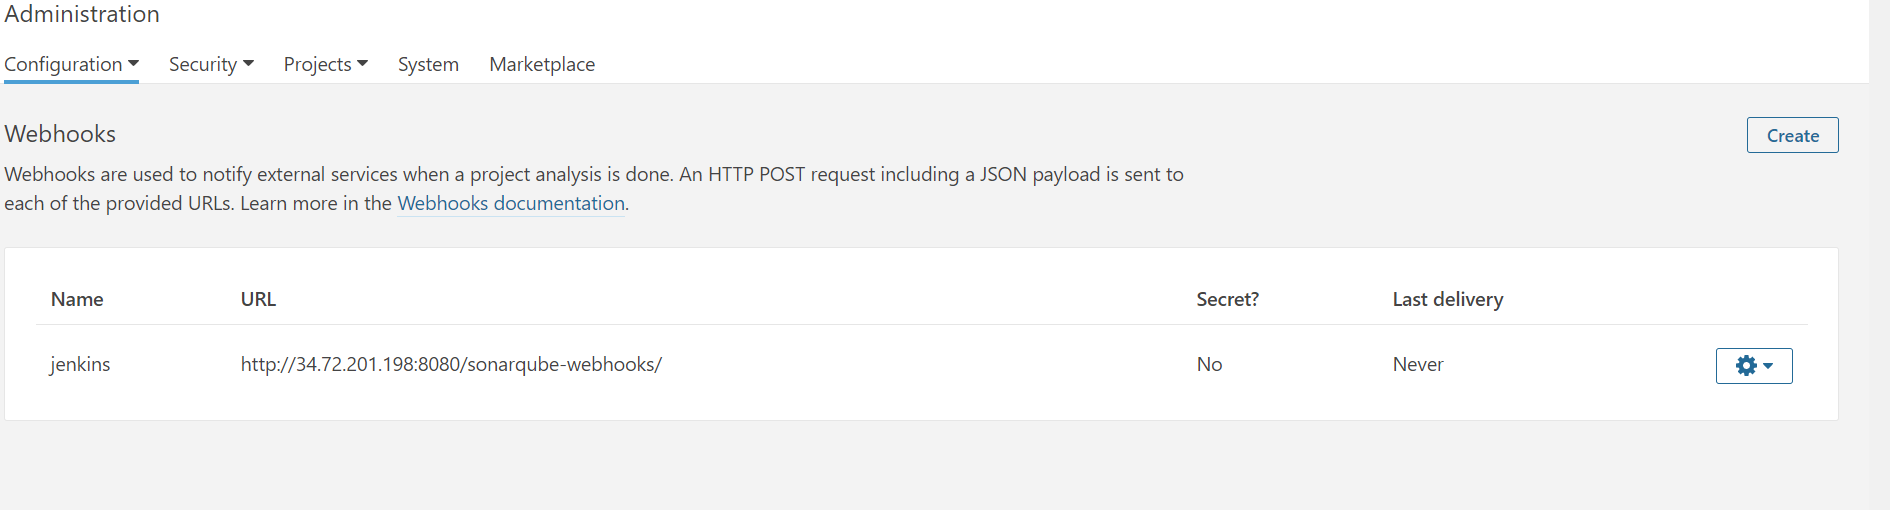 Administration
Configuration Security Projects System Marketplace
Webhooks
Create
Webhooks are used to notify external services when a project analysis is done. An HTTP POST request including a JSON payload is sent to
each of the provided URLs. Learn more in the Webhooks documentation.
Name URL Secret? Last delivery
jenkins http://34.72.201.198:8080/sonarqube-webhooks/ No Never